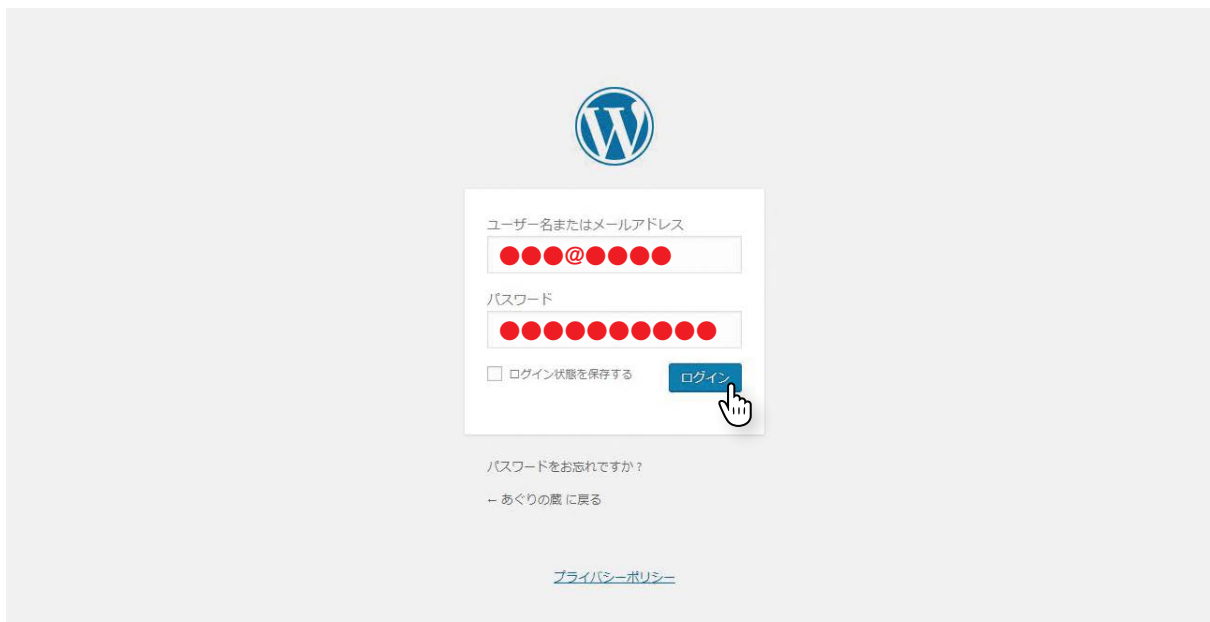 ユーザー名またはメールアドレス
●●●@●●●●
パスワード
●●●●●●●●●●
ログイン状態を保存する
ログイン
パスワードをお忘れですか ?
← あぐりの蔵 に戻る
プライバシーポリシー